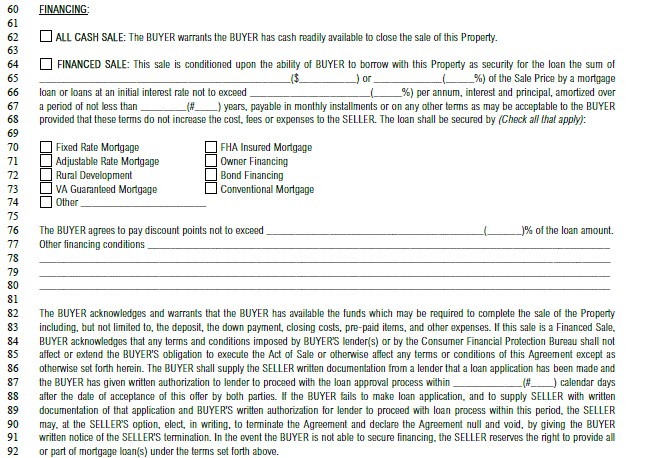 60 FINANCING:
61
62 ☐ ALL CASH SALE: The BUYER warrants the BUYER has cash readily available to close the sale of this Property.
63
64 ☐ FINANCED SALE: This sale is conditioned upon the ability of BUYER to borrow with this Property as security for the loan the sum of
65 ____________________($__________) or __________(_____%) of the Sale Price by a mortgage
66 loan or loans at an initial interest rate not to exceed ____________________(_____%) per annum, interest and principal, amortized over
67 a period of not less than ________(#____) years, payable in monthly installments or on any other terms as may be acceptable to the BUYER
68 provided that these terms do not increase the cost, fees or expenses to the SELLER. The loan shall be secured by (Check all that apply):
69
70 ☐ Fixed Rate Mortgage ☐ FHA Insured Mortgage
71 ☐ Adjustable Rate Mortgage ☐ Owner Financing
72 ☐ Rural Development ☐ Bond Financing
73 ☐ VA Guaranteed Mortgage ☐ Conventional Mortgage
74 ☐ Other ____________________
75
76 The BUYER agrees to pay discount points not to exceed ____________________(______)% of the loan amount.
77 Other financing conditions ____________________
78 ____________________
79 ____________________
80 ____________________
81
82 The BUYER acknowledges and warrants that the BUYER has available the funds which may be required to complete the sale of the Property
83 including, but not limited to, the deposit, the down payment, closing costs, pre-paid items, and other expenses. If this sale is a Financed Sale,
84 BUYER acknowledges that any terms and conditions imposed by BUYER'S lender(s) or by the Consumer Financial Protection Bureau shall not
85 affect or extend the BUYER'S obligation to execute the Act of Sale or otherwise affect any terms or conditions of this Agreement except as
86 otherwise set forth herein. The BUYER shall supply the SELLER written documentation from a lender that a loan application has been made and
87 the BUYER has given written authorization to lender to proceed with the loan approval process within __________(#____) calendar days
88 after the date of acceptance of this offer by both parties. If the BUYER fails to make loan application, and to supply SELLER with written
89 documentation of that application and BUYER'S written authorization for lender to proceed with loan process within this period, the SELLER
90 may, at the SELLER'S option, elect, in writing, to terminate the Agreement and declare the Agreement null and void, by giving the BUYER
91 written notice of the SELLER'S termination. In the event the BUYER is not able to secure financing, the SELLER reserves the right to provide all
92 or part of mortgage loan(s) under the terms set forth above.